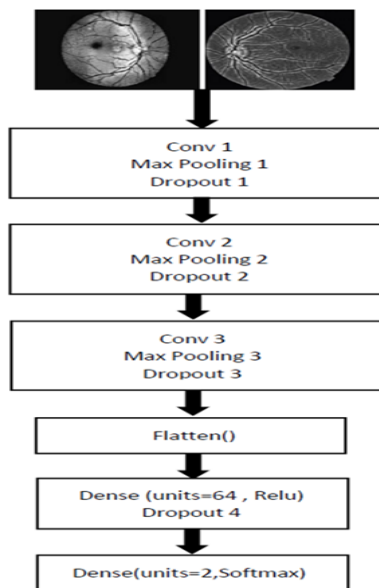 Conv 1
Max Pooling 1
Dropout 1
Conv 2
Max Pooling 2
Dropout 2
Conv 3
Max Pooling 3
Dropout 3
Flatten()
Dense (units=64 , Relu)
Dropout 4
Dense(units=2,Softmax)